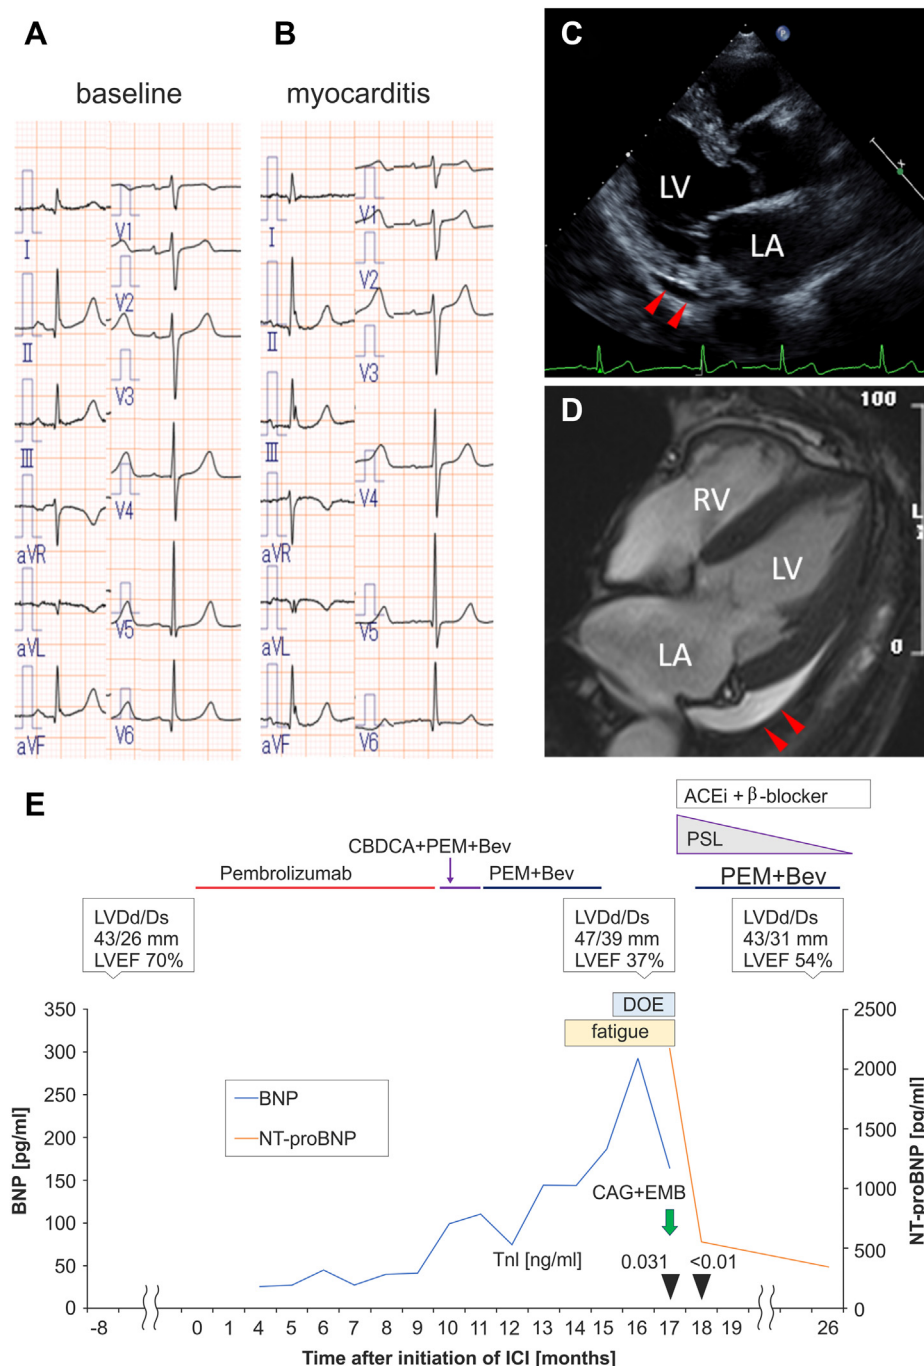 A
B
baseline
myocarditis
I
II
III
aVR
aVL
aVF
V1
V2
V3
V4
V5
V6
I
II
III
aVR
aVL
aVF
V1
V2
V3
V4
V5
V6
C
LV
LA
D
100
RV
LV
LA
0
E
ACEi + β-blocker
PSL
CBDCA+PEM+Bev
Pembrolizumab
PEM+Bev
PEM+Bev
LVDd/Ds
43/26 mm
LVEF 70%
LVDd/Ds
47/39 mm
LVEF 37%
LVDd/Ds
43/31 mm
LVEF 54%
DOE
fatigue
BNP
NT-proBNP
CAG+EMB
TnI [ng/ml]
0.031
<0.01
BNP [pg/ml]
350
300
250
200
150
100
50
0
NT-proBNP [pg/ml]
2500
2000
1500
1000
500
0
-8 0 1 4 5 6 7 8 9 10 11 12 13 14 15 16 17 18 19 26
Time after initiation of ICI [months]